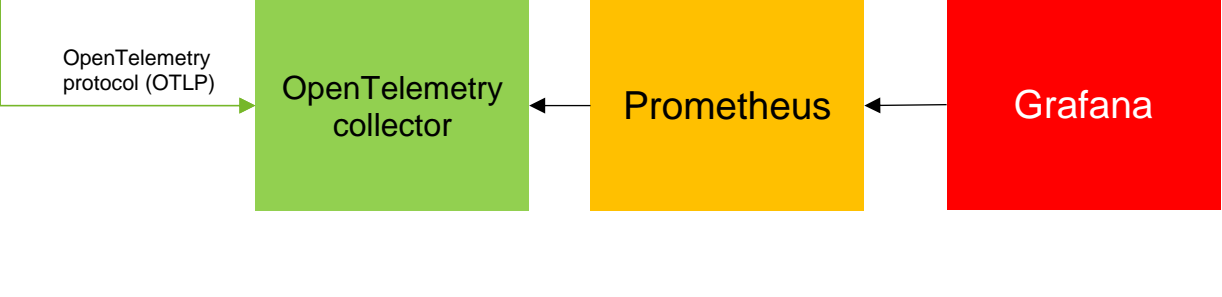 OpenTelemetry
protocol (OTLP)
OpenTelemetry
collector
Prometheus
Grafana